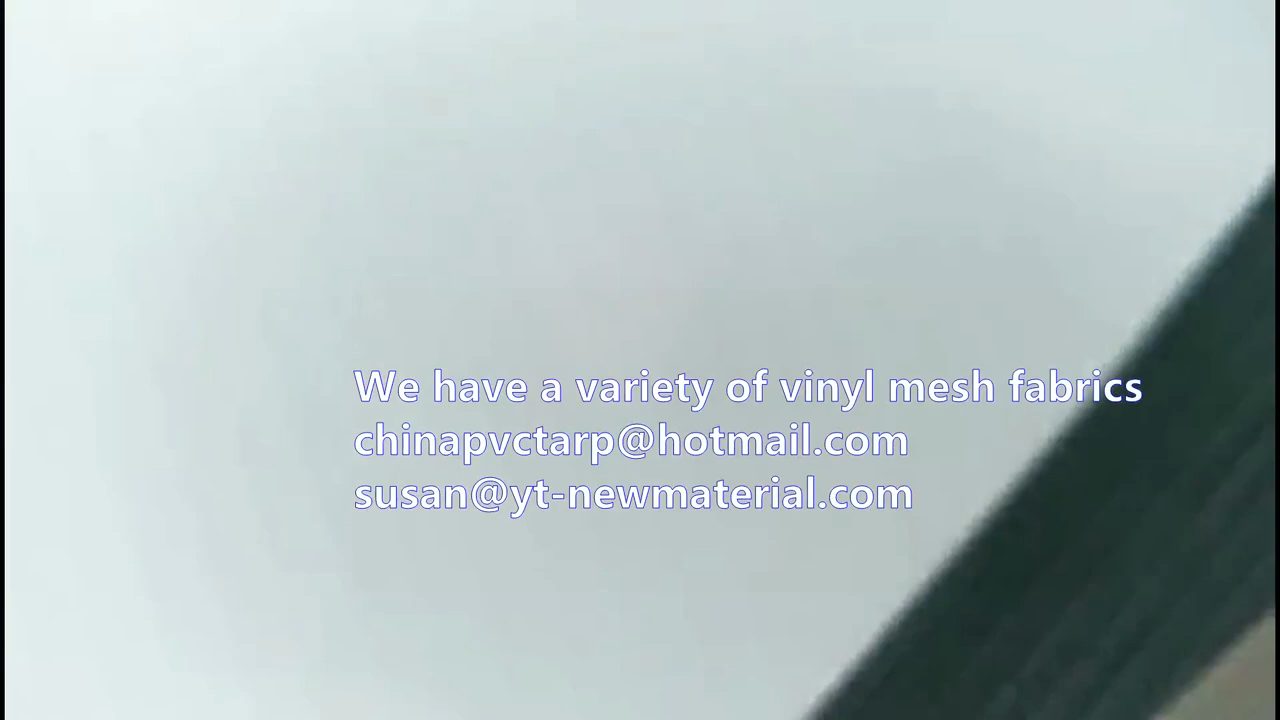 We have a variety of vinyl mesh fabrics
chinapvctarp@hotmail.com
susan@yt-newmaterial.com